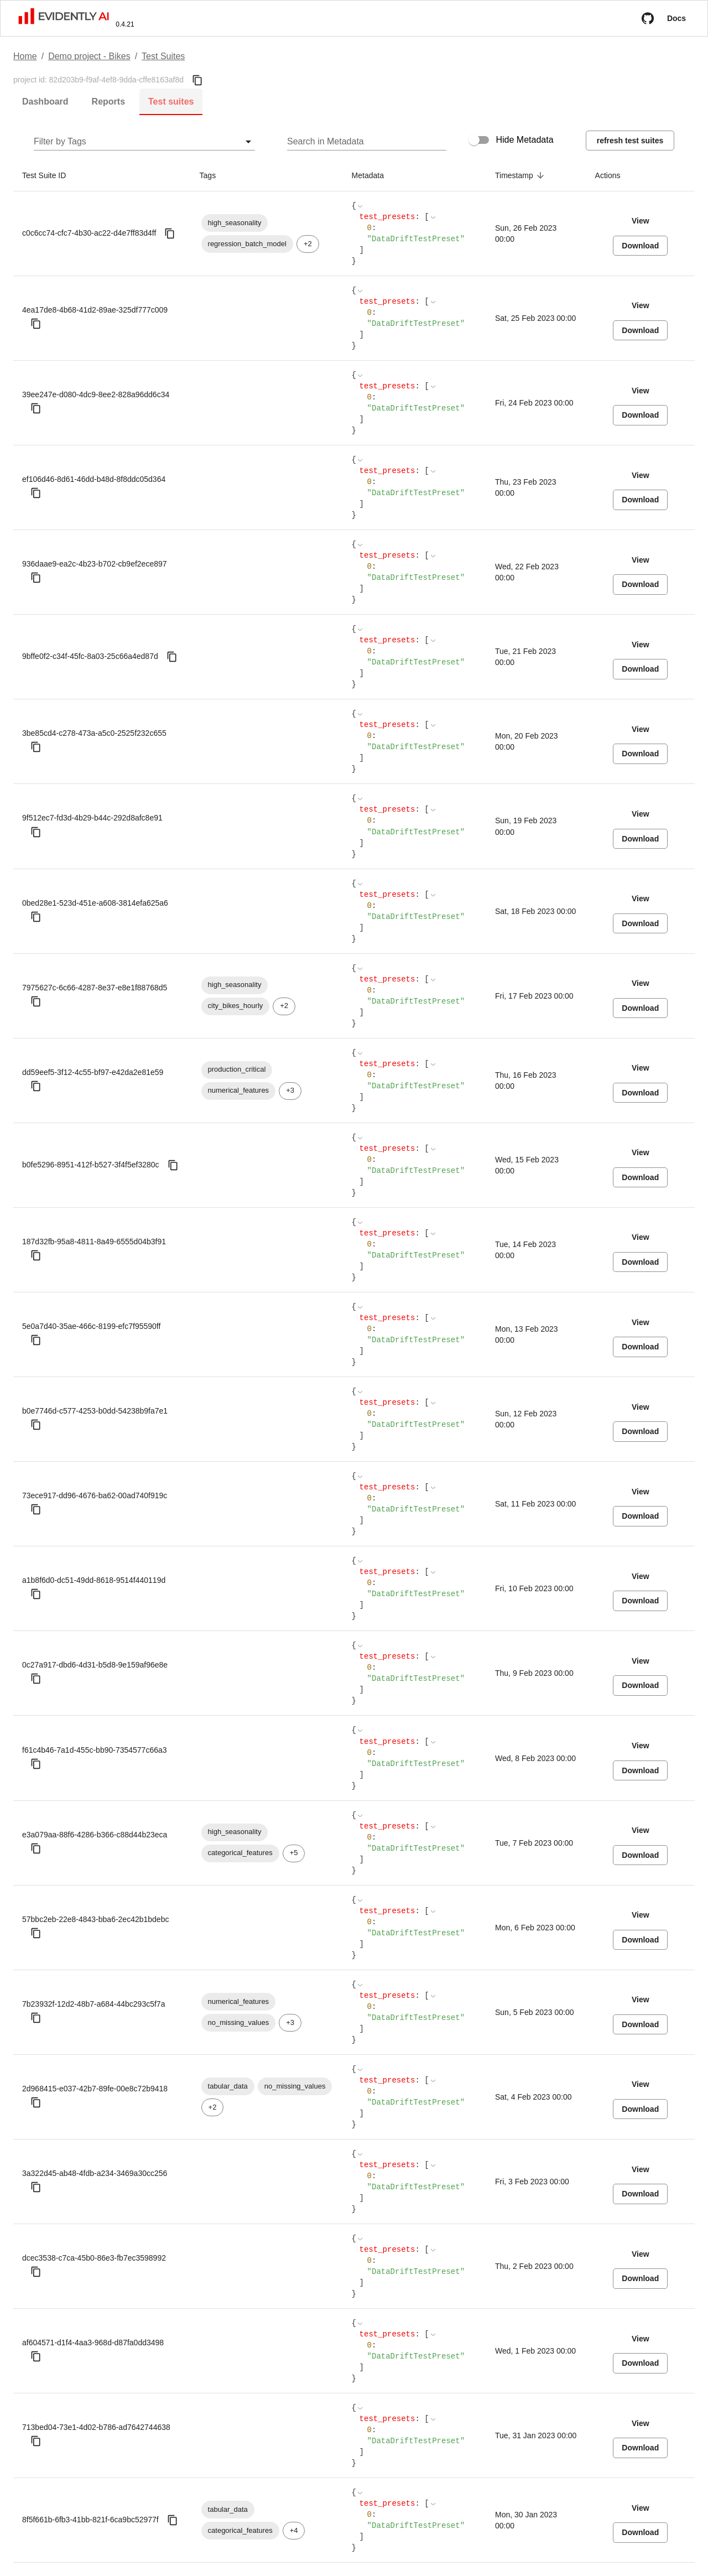 EVIDENTLY AI 0.4.21 Docs
Home / Demo project - Bikes / Test Suites
project id: 82d203b9-f9af-4ef8-9dda-cffe8163af8d
Dashboard Reports Test suites
Filter by Tags Search in Metadata Hide Metadata refresh test suites
Test Suite ID Tags Metadata Timestamp Actions
c0c6cc74-cfc7-4b30-ac22-d4e7ff83d4ff
high_seasonality
regression_batch_model +2
{
test_presets: [
0:
"DataDriftTestPreset"
]
}
Sun, 26 Feb 2023
00:00
View
Download
4ea17de8-4b68-41d2-89ae-325df777c009
{
test_presets: [
0:
"DataDriftTestPreset"
]
}
Sat, 25 Feb 2023 00:00
View
Download
39ee247e-d080-4dc9-8ee2-828a96dd6c34
{
test_presets: [
0:
"DataDriftTestPreset"
]
}
Fri, 24 Feb 2023 00:00
View
Download
ef106d46-8d61-46dd-b48d-8f8ddc05d364
{
test_presets: [
0:
"DataDriftTestPreset"
]
}
Thu, 23 Feb 2023
00:00
View
Download
936daae9-ea2c-4b23-b702-cb9ef2ece897
{
test_presets: [
0:
"DataDriftTestPreset"
]
}
Wed, 22 Feb 2023
00:00
View
Download
9bffe0f2-c34f-45fc-8a03-25c66a4ed87d
{
test_presets: [
0:
"DataDriftTestPreset"
]
}
Tue, 21 Feb 2023
00:00
View
Download
3be85cd4-c278-473a-a5c0-2525f232c655
{
test_presets: [
0:
"DataDriftTestPreset"
]
}
Mon, 20 Feb 2023
00:00
View
Download
9f512ec7-fd3d-4b29-b44c-292d8afc8e91
{
test_presets: [
0:
"DataDriftTestPreset"
]
}
Sun, 19 Feb 2023
00:00
View
Download
0bed28e1-523d-451e-a608-3814efa625a6
{
test_presets: [
0:
"DataDriftTestPreset"
]
}
Sat, 18 Feb 2023 00:00
View
Download
7975627c-6c66-4287-8e37-e8e1f88768d5
high_seasonality
city_bikes_hourly +2
{
test_presets: [
0:
"DataDriftTestPreset"
]
}
Fri, 17 Feb 2023 00:00
View
Download
dd59eef5-3f12-4c55-bf97-e42da2e81e59
production_critical
numerical_features +3
{
test_presets: [
0:
"DataDriftTestPreset"
]
}
Thu, 16 Feb 2023
00:00
View
Download
b0fe5296-8951-412f-b527-3f4f5ef3280c
{
test_presets: [
0:
"DataDriftTestPreset"
]
}
Wed, 15 Feb 2023
00:00
View
Download
187d32fb-95a8-4811-8a49-6555d04b3f91
{
test_presets: [
0:
"DataDriftTestPreset"
]
}
Tue, 14 Feb 2023
00:00
View
Download
5e0a7d40-35ae-466c-8199-efc7f95590ff
{
test_presets: [
0:
"DataDriftTestPreset"
]
}
Mon, 13 Feb 2023
00:00
View
Download
b0e7746d-c577-4253-b0dd-54238b9fa7e1
{
test_presets: [
0:
"DataDriftTestPreset"
]
}
Sun, 12 Feb 2023
00:00
View
Download
73ece917-dd96-4676-ba62-00ad740f919c
{
test_presets: [
0:
"DataDriftTestPreset"
]
}
Sat, 11 Feb 2023 00:00
View
Download
a1b8f6d0-dc51-49dd-8618-9514f440119d
{
test_presets: [
0:
"DataDriftTestPreset"
]
}
Fri, 10 Feb 2023 00:00
View
Download
0c27a917-dbd6-4d31-b5d8-9e159af96e8e
{
test_presets: [
0:
"DataDriftTestPreset"
]
}
Thu, 9 Feb 2023 00:00
View
Download
f61c4b46-7a1d-455c-bb90-7354577c66a3
{
test_presets: [
0:
"DataDriftTestPreset"
]
}
Wed, 8 Feb 2023 00:00
View
Download
e3a079aa-88f6-4286-b366-c88d44b23eca
high_seasonality
categorical_features +5
{
test_presets: [
0:
"DataDriftTestPreset"
]
}
Tue, 7 Feb 2023 00:00
View
Download
57bbc2eb-22e8-4843-bba6-2ec42b1bdebc
{
test_presets: [
0:
"DataDriftTestPreset"
]
}
Mon, 6 Feb 2023 00:00
View
Download
7b23932f-12d2-48b7-a684-44bc293c5f7a
numerical_features
no_missing_values +3
{
test_presets: [
0:
"DataDriftTestPreset"
]
}
Sun, 5 Feb 2023 00:00
View
Download
2d968415-e037-42b7-89fe-00e8c72b9418
tabular_data no_missing_values
+2
{
test_presets: [
0:
"DataDriftTestPreset"
]
}
Sat, 4 Feb 2023 00:00
View
Download
3a322d45-ab48-4fdb-a234-3469a30cc256
{
test_presets: [
0:
"DataDriftTestPreset"
]
}
Fri, 3 Feb 2023 00:00
View
Download
dcec3538-c7ca-45b0-86e3-fb7ec3598992
{
test_presets: [
0:
"DataDriftTestPreset"
]
}
Thu, 2 Feb 2023 00:00
View
Download
af604571-d1f4-4aa3-968d-d87fa0dd3498
{
test_presets: [
0:
"DataDriftTestPreset"
]
}
Wed, 1 Feb 2023 00:00
View
Download
713bed04-73e1-4d02-b786-ad7642744638
{
test_presets: [
0:
"DataDriftTestPreset"
]
}
Tue, 31 Jan 2023 00:00
View
Download
8f5f661b-6fb3-41bb-821f-6ca9bc52977f
tabular_data
categorical_features +4
{
test_presets: [
0:
"DataDriftTestPreset"
]
}
Mon, 30 Jan 2023
00:00
View
Download